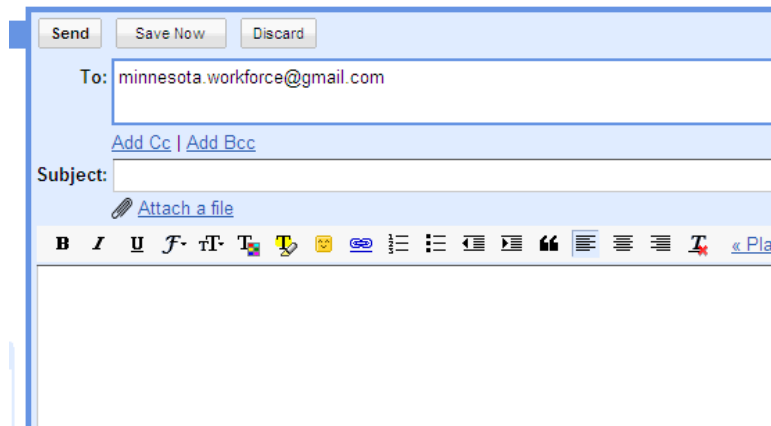 Send Save Now Discard
To: minnesota.workforce@gmail.com
Add Cc | Add Bcc
Subject:
Attach a file
B I U F T T T « Pla